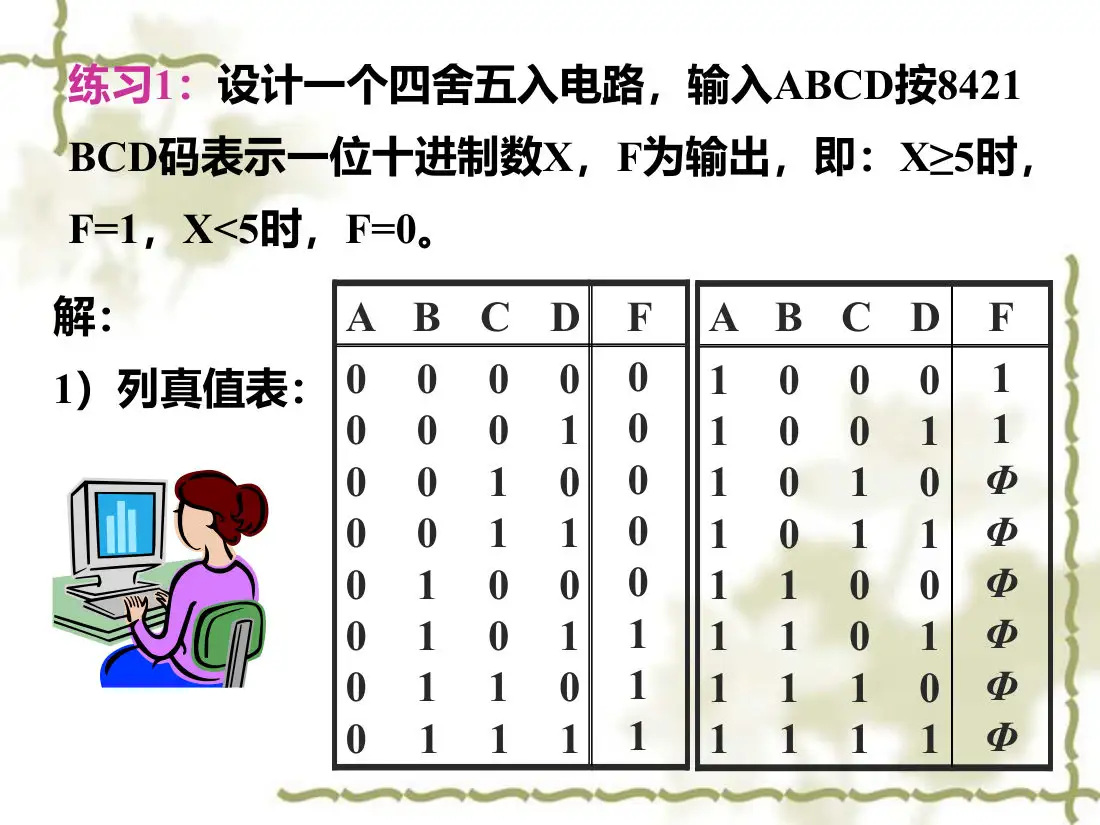 练习1：设计一个四舍五入电路，输入ABCD按8421
BCD码表示一位十进制数X，F为输出，即：X≥5时，
F=1，X<5时，F=0。
解：
1）列真值表：
A B C D F
0 0 0 0 0
0 0 0 1 0
0 0 1 0 0
0 0 1 1 0
0 1 0 0 0
0 1 0 1 1
0 1 1 0 1
0 1 1 1 1
A B C D F
1 0 0 0 1
1 0 0 1 1
1 0 1 0 Φ
1 0 1 1 Φ
1 1 0 0 Φ
1 1 0 1 Φ
1 1 1 0 Φ
1 1 1 1 Φ